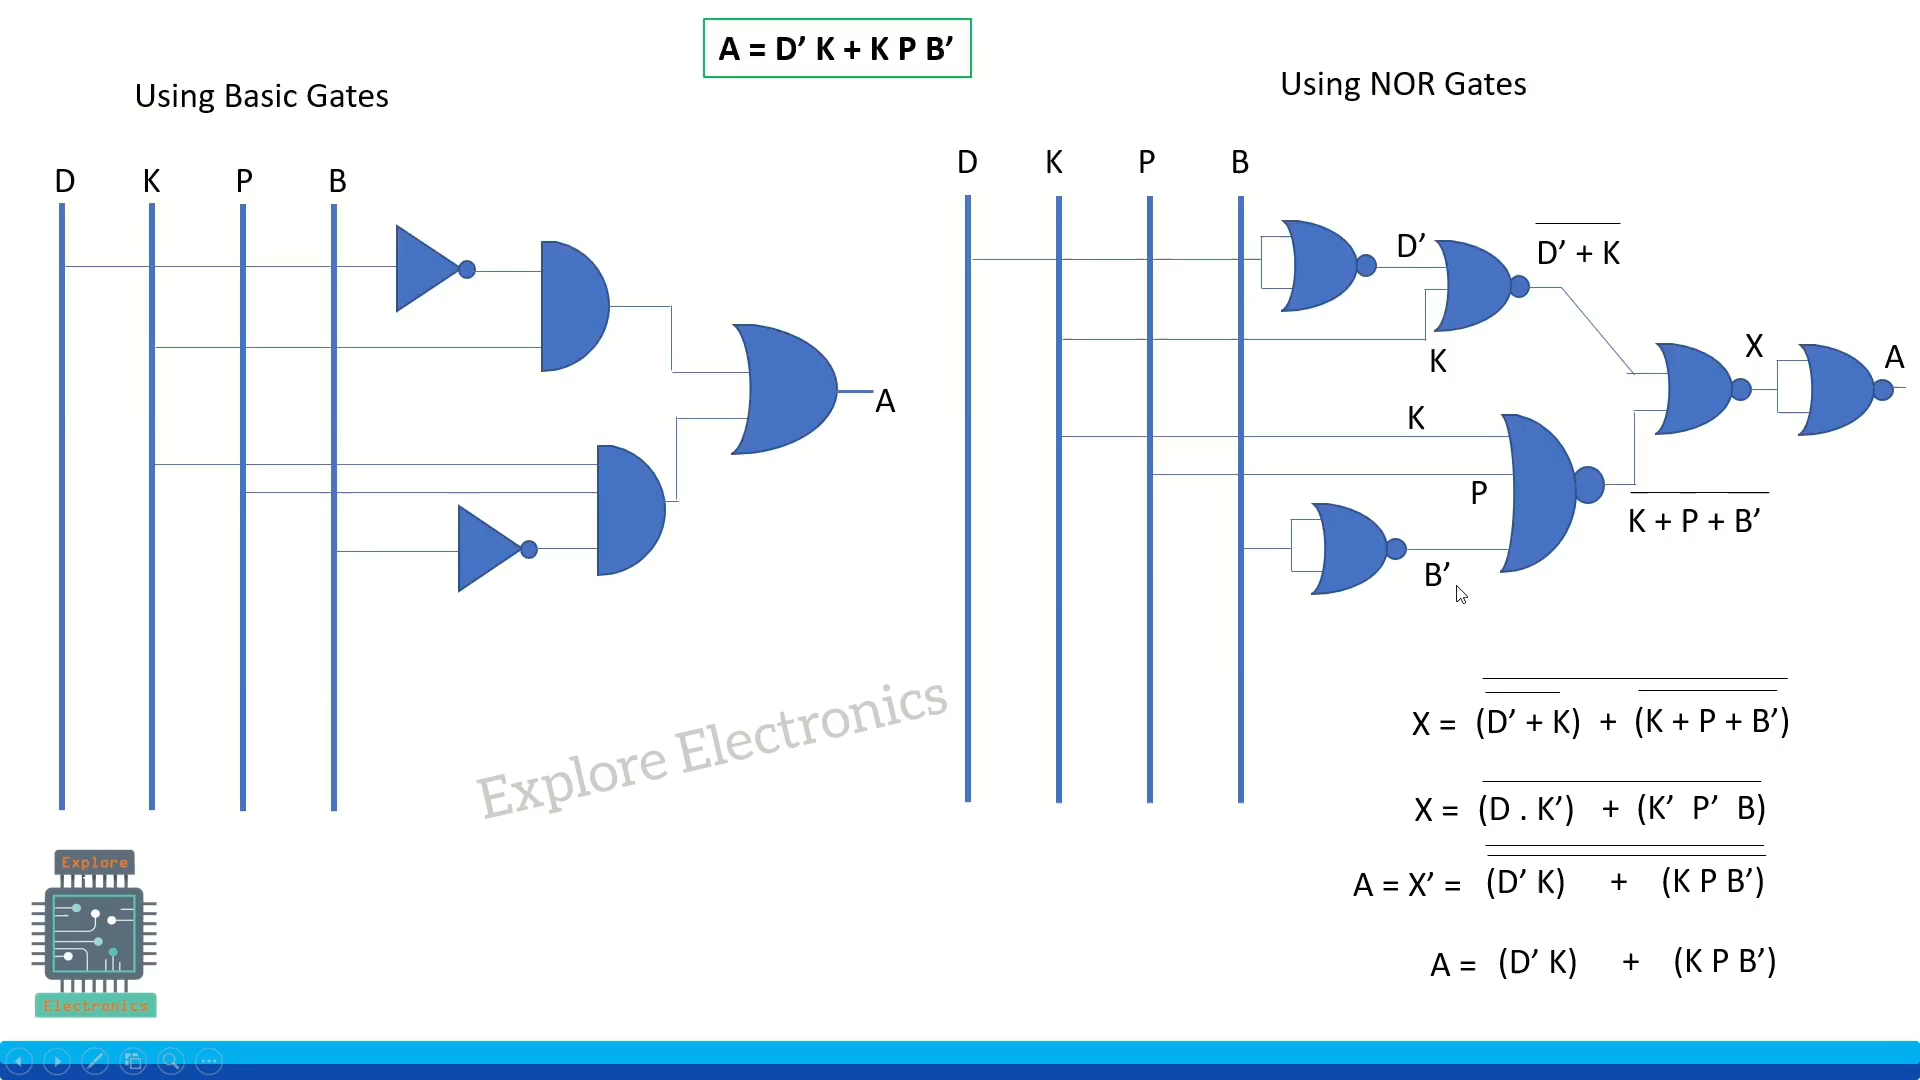 A = D’ K + K P B’
Using Basic Gates
Using NOR Gates
D K P B
A
D K P B
D’
D’ + K
K
X
A
K
P
K + P + B’
B’
X = (D’ + K) + (K + P + B’)
X = (D . K’) + (K’ P’ B)
A = X’ = (D’ K) + (K P B’)
A = (D’ K) + (K P B’)
Explore Electronics
Explore
Electronics